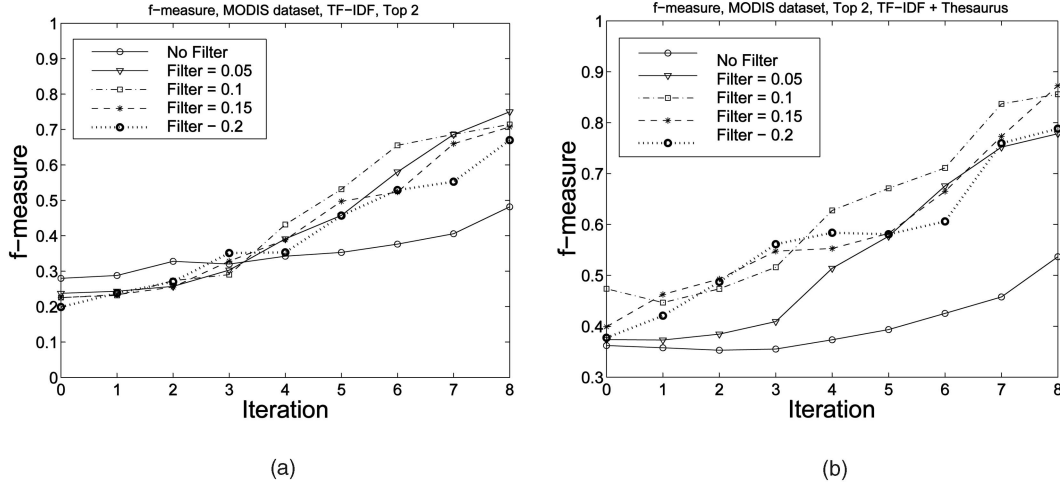 f−measure, MODIS dataset, TF−IDF, Top 2
1
0.9
0.8
0.7
0.6
0.5
0.4
0.3
0.2
0.1
0
f−measure
No Filter
Filter = 0.05
Filter = 0.1
Filter = 0.15
Filter − 0.2
0 1 2 3 4 5 6 7 8
Iteration
(a)
f−measure, MODIS dataset, Top 2, TF−IDF + Thesaurus
1
0.9
0.8
0.7
0.6
0.5
0.4
0.3
f−measure
No Filter
Filter = 0.05
Filter = 0.1
Filter = 0.15
Filter − 0.2
0 1 2 3 4 5 6 7 8
Iteration
(b)